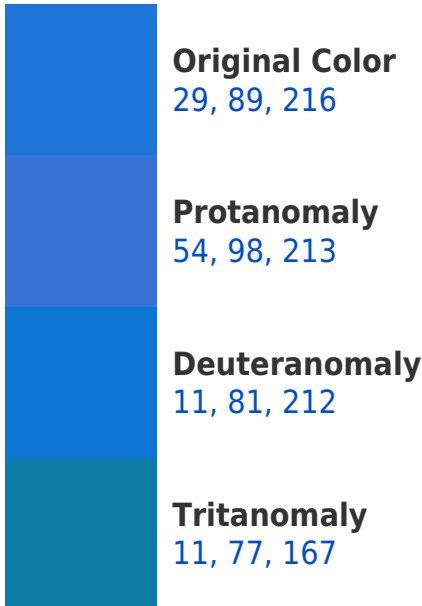 Original Color
29, 89, 216
Protanomaly
54, 98, 213
Deuteranomaly
11, 81, 212
Tritanomaly
11, 77, 167